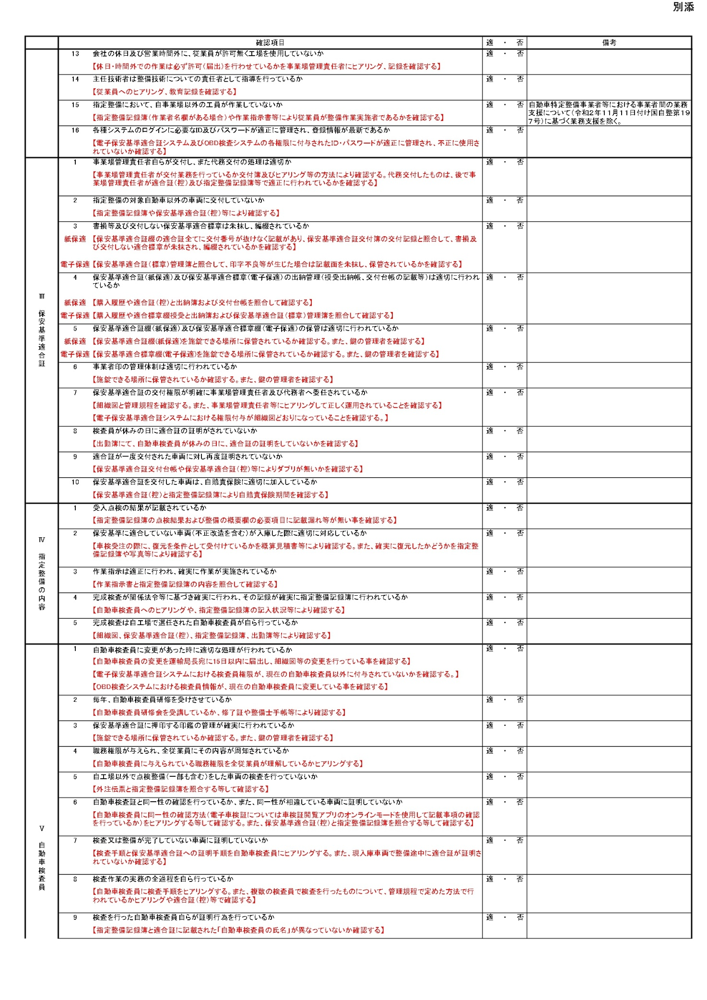 別添
確認項目 適 ・ 否 備考
13 会社の休日及び営業時間外に、従業員が許可無く工場を使用していないか 適 ・ 否
【休日・時間外での作業は必ず許可（届出）を行わせているかを事業場管理責任者にヒアリング、記録を確認する】
14 主任技術者は整備技術についての責任者として指導を行っているか 適 ・ 否
【従業員へのヒアリング、教育記録を確認する】
15 指定整備において、自事業場以外の工員が作業していないか 適 ・ 否 自動車特定整備事業者等における事業者間の業務
【指定整備記録簿（作業者名欄がある場合）や作業指示書等により従業員が整備作業実施者であるかを確認する】 支援について（令和2年11月11日付け国自整第19
7号）に基づく業務支援を除く。
16 各種システムのログインに必要なID及びパスワードが適正に管理され、登録情報が最新であるか 適 ・ 否
【電子保安基準適合証システム及びOBD検査システムの各権限に付与されたID・パスワードが適正に管理され、不正に使用さ
れていないか確認する】
Ⅲ 保安基準適合証
1 事業場管理責任者自らが交付し、また代務交付の処理は適切か 適 ・ 否
【事業場管理責任者が交付業務を行っているか交付簿及びヒアリング等の方法により確認する。代務交付したものは、後で事
業場管理責任者が適合証（控）及び指定整備記録簿等で適正に行われているかを確認する】
2 指定整備の対象自動車以外の車両に交付していないか 適 ・ 否
【指定整備記録簿や保安基準適合証（控）等により確認する】
3 書損等及び交付しない保安基準適合標章は朱抹し、編綴されているか 適 ・ 否
紙保適 【保安基準適合証綴の適合証全てに交付番号が抜けなく記載があり、保安基準適合証交付簿の交付記録と照合して、書損及
び交付しない適合標章が朱抹され、編綴されているかを確認する】
電子保適 【保安基準適合証（標章）管理簿と照合して、印字不良等が生じた場合は記載面を朱抹し、保管されているかを確認する】
4 保安基準適合証（紙保適）及び保安基準適合標章（電子保適）の出納管理（授受出納帳、交付台帳の記載等）は適切に行われ 適 ・ 否
ているか
紙保適 【購入履歴や適合証（控）と出納簿および交付台帳を照合して確認する】
電子保適 【購入履歴や適合標章綴授受と出納簿および保安基準適合証（標章）管理簿を照合して確認する】
5 保安基準適合証綴（紙保適）及び保安基準適合標章綴（電子保適）の保管は適切に行われているか 適 ・ 否
紙保適 【保安基準適合証綴(紙保適)を施錠できる場所に保管されているか確認する。また、鍵の管理者を確認する】
電子保適 【保安基準適合標章綴(電子保適)を施錠できる場所に保管されているか確認する。また、鍵の管理者を確認する】
6 事業者印の管理体制は適切に行われているか 適 ・ 否
【施錠できる場所に保管されているか確認する。また、鍵の管理者を確認する】
7 保安基準適合証の交付権限が明確に事業場管理責任者及び代務者へ委任されているか 適 ・ 否
【組織図と管理規程を確認する。また、事業場管理責任者等にヒアリングして正しく運用されていることを確認する】
【電子保安基準適合証システムにおける権限付与が組織図どおりになっていることを確認する。】
8 検査員が休みの日に適合証の証明がされていないか 適 ・ 否
【出勤簿にて、自動車検査員が休みの日に、適合証の証明をしていないかを確認する】
9 適合証が一度交付された車両に対し再度証明されていないか 適 ・ 否
【保安基準適合証交付台帳や保安基準適合証（控）等によりダブリが無いかを確認する】
10 保安基準適合証を交付した車両は、自賠責保険に適切に加入しているか 適 ・ 否
【保安基準適合証（控）と指定整備記録簿により自賠責保険期間を確認する】
Ⅳ 指定整備の内容
1 受入点検の結果が記載されているか 適 ・ 否
【指定整備記録簿の点検結果および整備の概要欄の必要項目に記載漏れ等が無い事を確認する】
2 保安基準に適合していない車両（不正改造を含む）が入庫した際に適切に対応しているか 適 ・ 否
【車検受注の際に、復元を条件として受付けているかを概算見積書等により確認する。また、確実に復元したかどうかを指定整
備記録簿や写真等により確認する】
3 作業指示は適正に行われ、確実に作業が実施されているか 適 ・ 否
【作業指示書と指定整備記録簿の内容を照合して確認する】
4 完成検査が関係法令等に基づき確実に行われ、その記録が確実に指定整備記録簿に行われているか 適 ・ 否
【自動車検査員へのヒアリングや、指定整備記録簿の記入状況等により確認する】
5 完成検査は自工場で選任された自動車検査員が自ら行っているか 適 ・ 否
【組織図、保安基準適合証（控）、指定整備記録簿、出勤簿等により確認する】
Ⅴ 自動車検査員
1 自動車検査員に変更があった時に適切な処理が行われているか 適 ・ 否
【自動車検査員の変更を運輸局長宛に15日以内に届出し、組織図等の変更を行っている事を確認する】
【電子保安基準適合証システムにおける検査員権限が、現在の自動車検査員以外に付与されていないかを確認する。】
【OBD検査システムにおける検査員情報が、現在の自動車検査員に変更している事を確認する】
2 毎年、自動車検査員研修を受けさせているか 適 ・ 否
【自動車検査員研修会を受講しているか、修了証や整備士手帳等により確認する】
3 保安基準適合証に押印する印鑑の管理が確実に行われているか 適 ・ 否
【施錠できる場所に保管されているか確認する。また、鍵の管理者を確認する】
4 職務権限が与えられ、全従業員にその内容が周知されているか 適 ・ 否
【自動車検査員に与えられている職務権限を全従業員が理解しているかヒアリングする】
5 自工場以外で点検整備（一部も含む）をした車両の検査を行っていないか 適 ・ 否
【外注伝票と指定整備記録簿を照合する等して確認する】
6 自動車検査証と同一性の確認を行っているか、また、同一性が相違している車両に証明していないか 適 ・ 否
【自動車検査員に同一性の確認方法（電子車検証については車検証閲覧アプリのオンラインモードを使用して記載事項の確認
を行っているか）をヒアリングする等して確認する。また、保安基準適合証（控）と指定整備記録簿を照合する等して確認する】
7 検査又は整備が完了していない車両に証明していないか 適 ・ 否
【検査手順と保安基準適合証への証明手順を自動車検査員にヒアリングする。また、現入庫車両で整備途中に適合証が証明さ
れていないか確認する】
8 検査作業の実務の全過程を自ら行っているか 適 ・ 否
【自動車検査員に検査手順をヒアリングする。また、複数の検査員で検査を行ったものについて、管理規程で定めた方法で行
われているかヒアリングや適合証（控）等で確認する】
9 検査を行った自動車検査員自らが証明行為を行っているか 適 ・ 否
【指定整備記録簿と適合証に記載された「自動車検査員の氏名」が異なっていないか確認する】